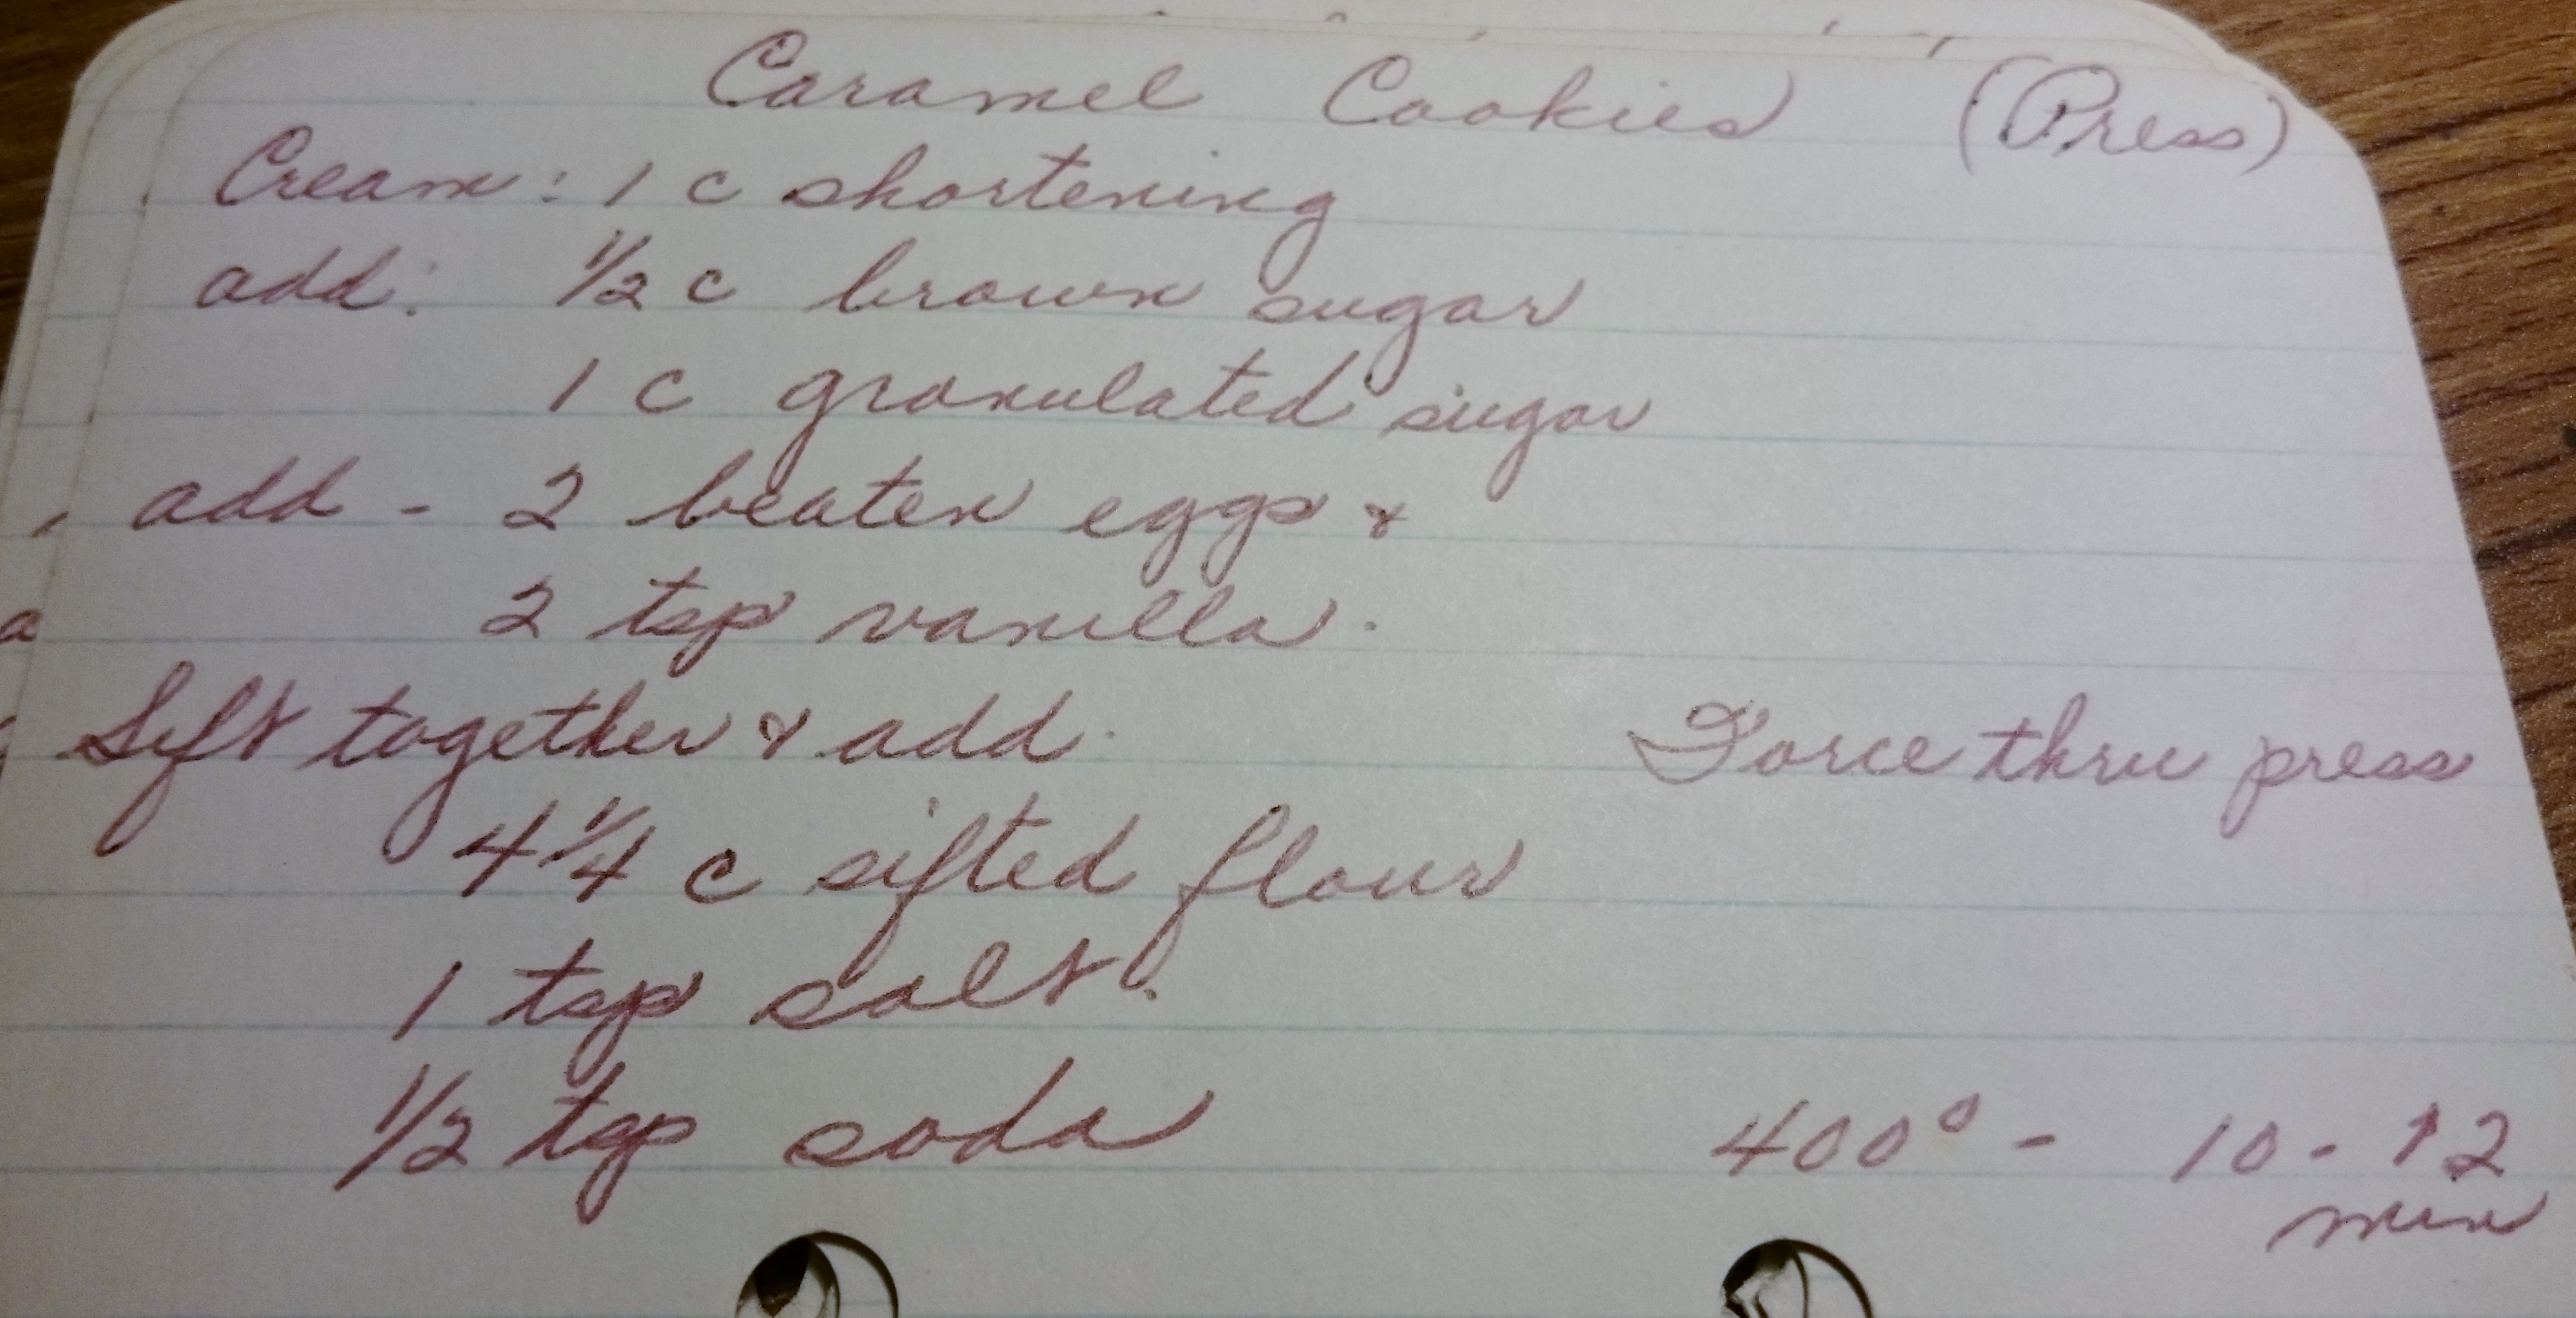 Caramel Cookies (Press)
Cream: 1 c shortening
add: 1/2 c brown sugar
1 c granulated sugar
add - 2 beaten eggs &
2 tsp vanilla.
Sift together & add.
Force thru press
4 1/4 c sifted flour
1 tsp salt.
1/2 tsp soda
400° - 10 - 12
min